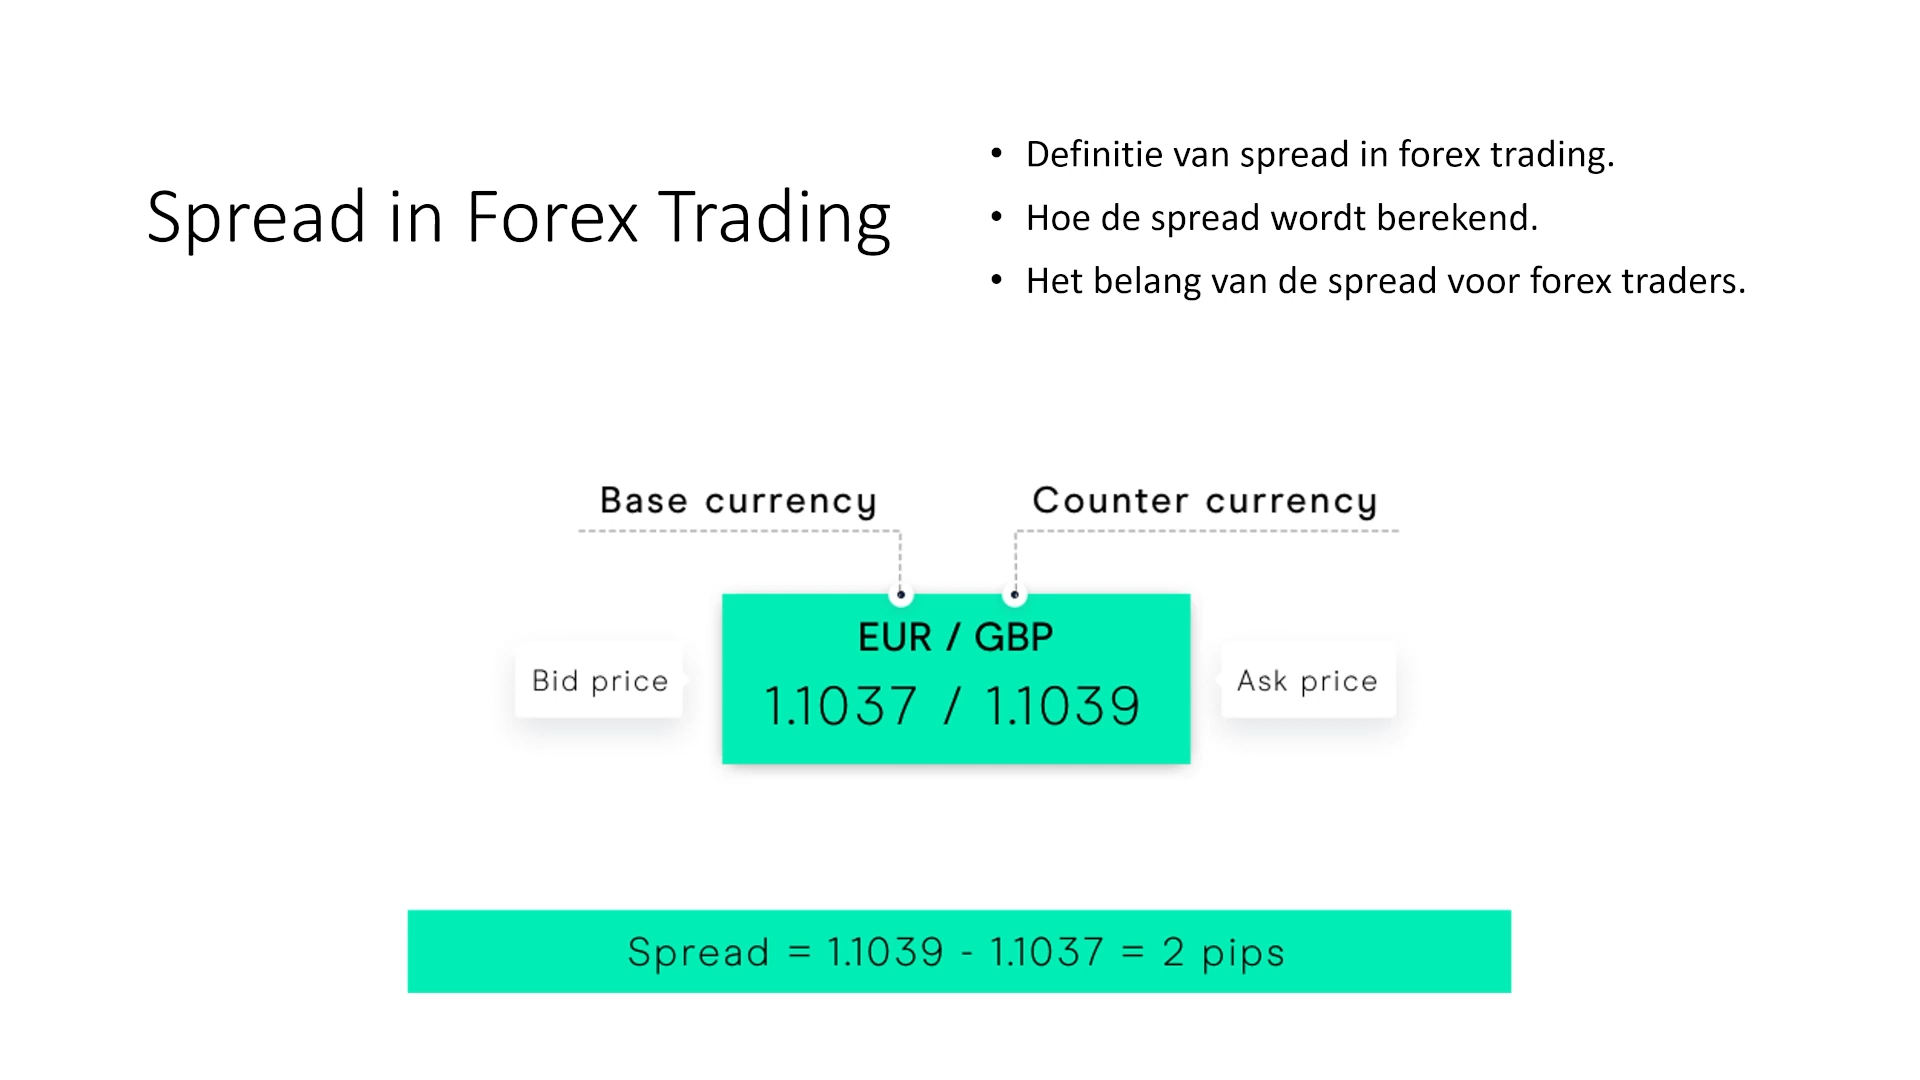 Spread in Forex Trading
• Definitie van spread in forex trading.
• Hoe de spread wordt berekend.
• Het belang van de spread voor forex traders.
Base currency
Counter currency
EUR / GBP
Bid price
1.1037 / 1.1039
Ask price
Spread = 1.1039 - 1.1037 = 2 pips